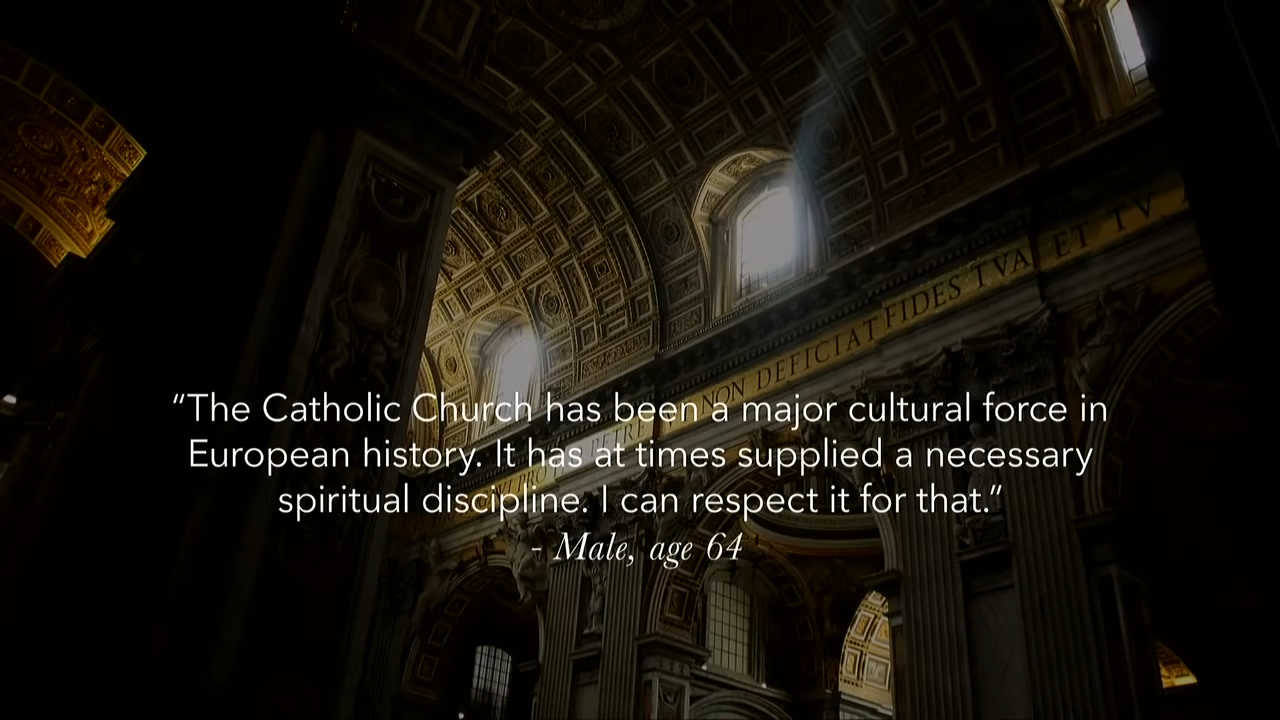 NON DEFICIAT FIDES TVA ET TV
“The Catholic Church has been a major cultural force in
European history. It has at times supplied a necessary
spiritual discipline. I can respect it for that.”
- Male, age 64